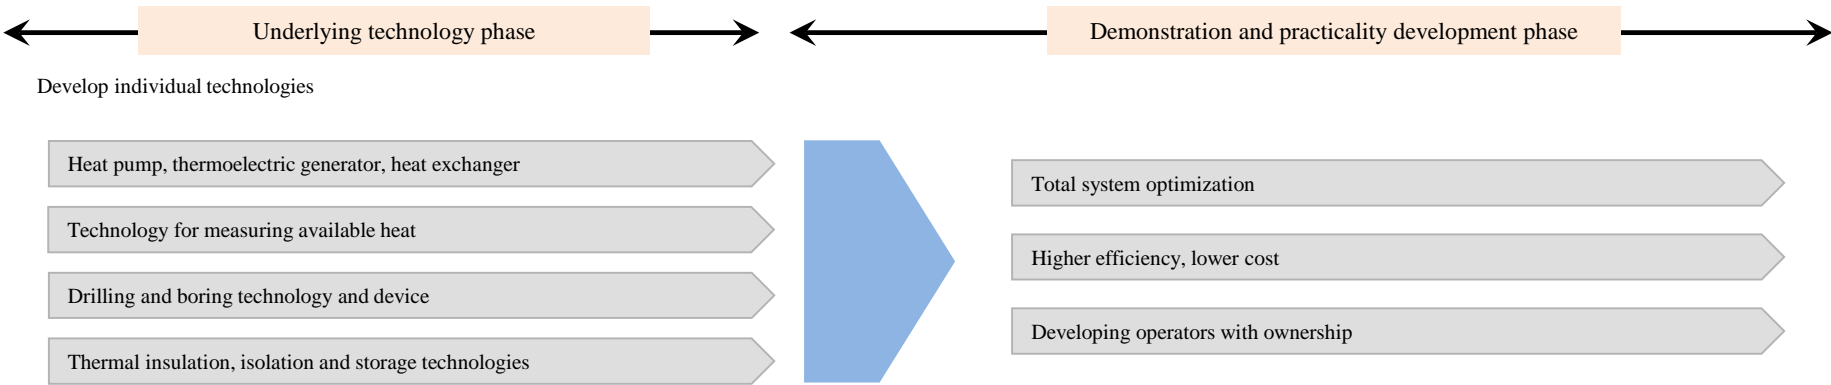 Underlying technology phase
Demonstration and practicality development phase
Develop individual technologies
Heat pump, thermoelectric generator, heat exchanger
Technology for measuring available heat
Drilling and boring technology and device
Thermal insulation, isolation and storage technologies
Total system optimization
Higher efficiency, lower cost
Developing operators with ownership